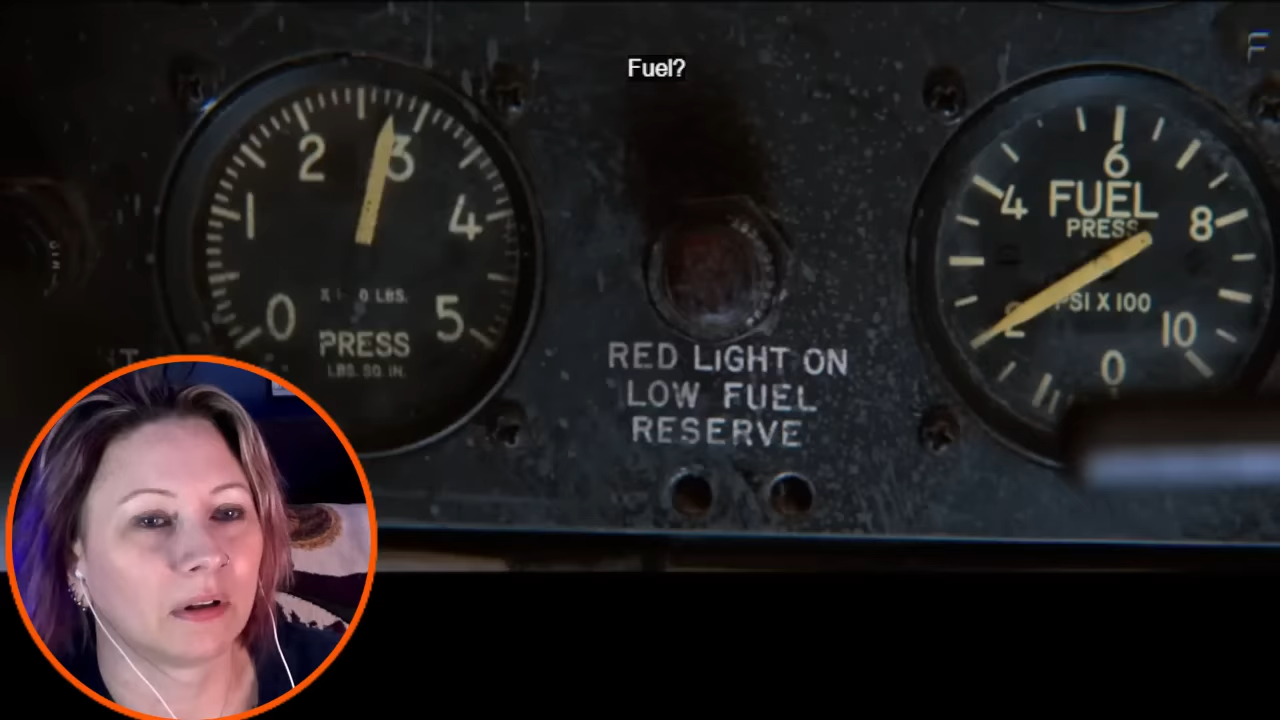 Fuel?
F
0
1
2
3
4
5
PRESS
LBS. SQ. IN.
RED LIGHT ON
LOW FUEL
RESERVE
0
2
4
6
8
10
FUEL
PRESS
PSI X 100